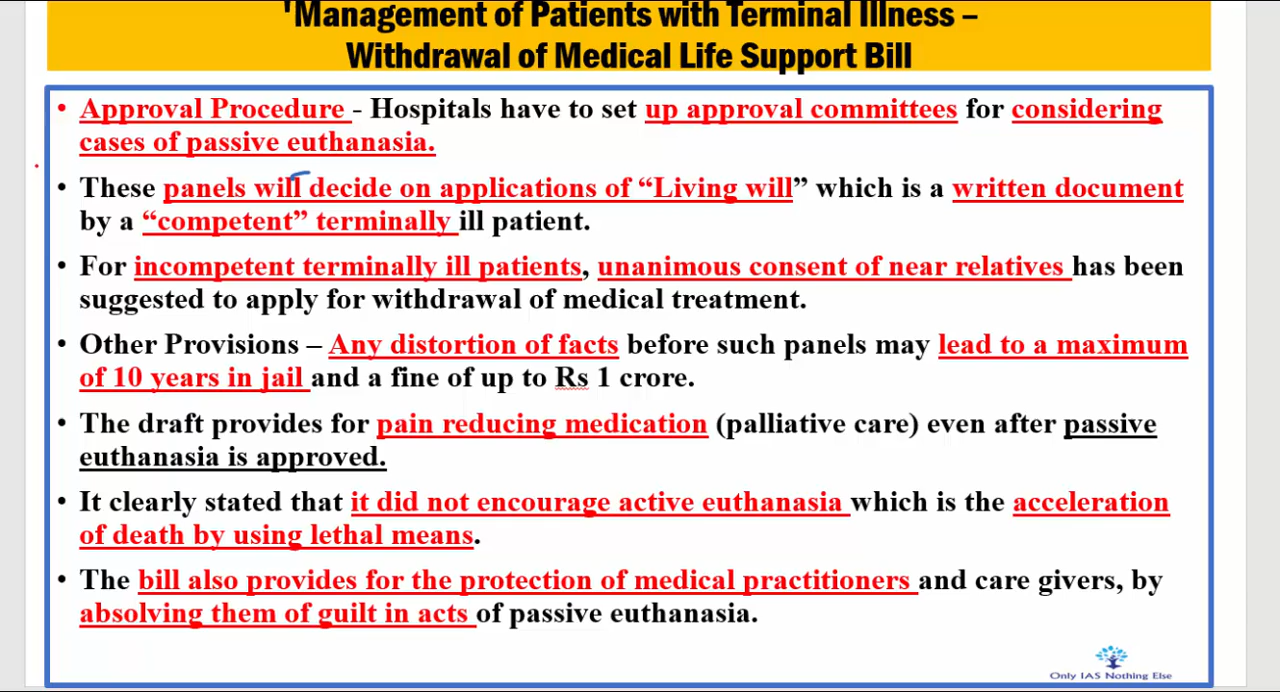 'Management of Patients with Terminal Illness –
Withdrawal of Medical Life Support Bill
• Approval Procedure - Hospitals have to set up approval committees for considering
cases of passive euthanasia.
• These panels will decide on applications of “Living will” which is a written document
by a “competent” terminally ill patient.
• For incompetent terminally ill patients, unanimous consent of near relatives has been
suggested to apply for withdrawal of medical treatment.
• Other Provisions – Any distortion of facts before such panels may lead to a maximum
of 10 years in jail and a fine of up to Rs 1 crore.
• The draft provides for pain reducing medication (palliative care) even after passive
euthanasia is approved.
• It clearly stated that it did not encourage active euthanasia which is the acceleration
of death by using lethal means.
• The bill also provides for the protection of medical practitioners and care givers, by
absolving them of guilt in acts of passive euthanasia.
Only IAS Nothing Else